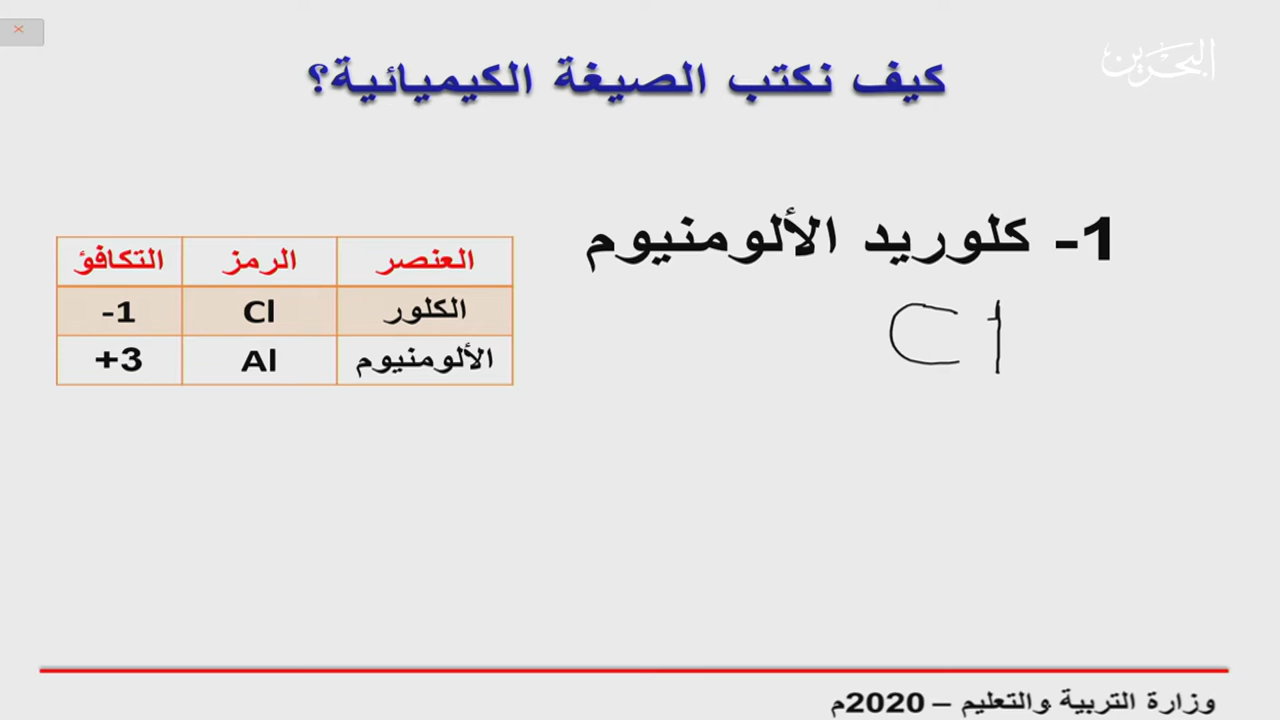 البحرين
كيف نكتب الصيغة الكيميائية؟
1- كلوريد الألومنيوم
Cl
العنصر الرمز التكافؤ
الكلور Cl -1
الألومنيوم Al +3
وزارة التربية والتعليم – 2020م